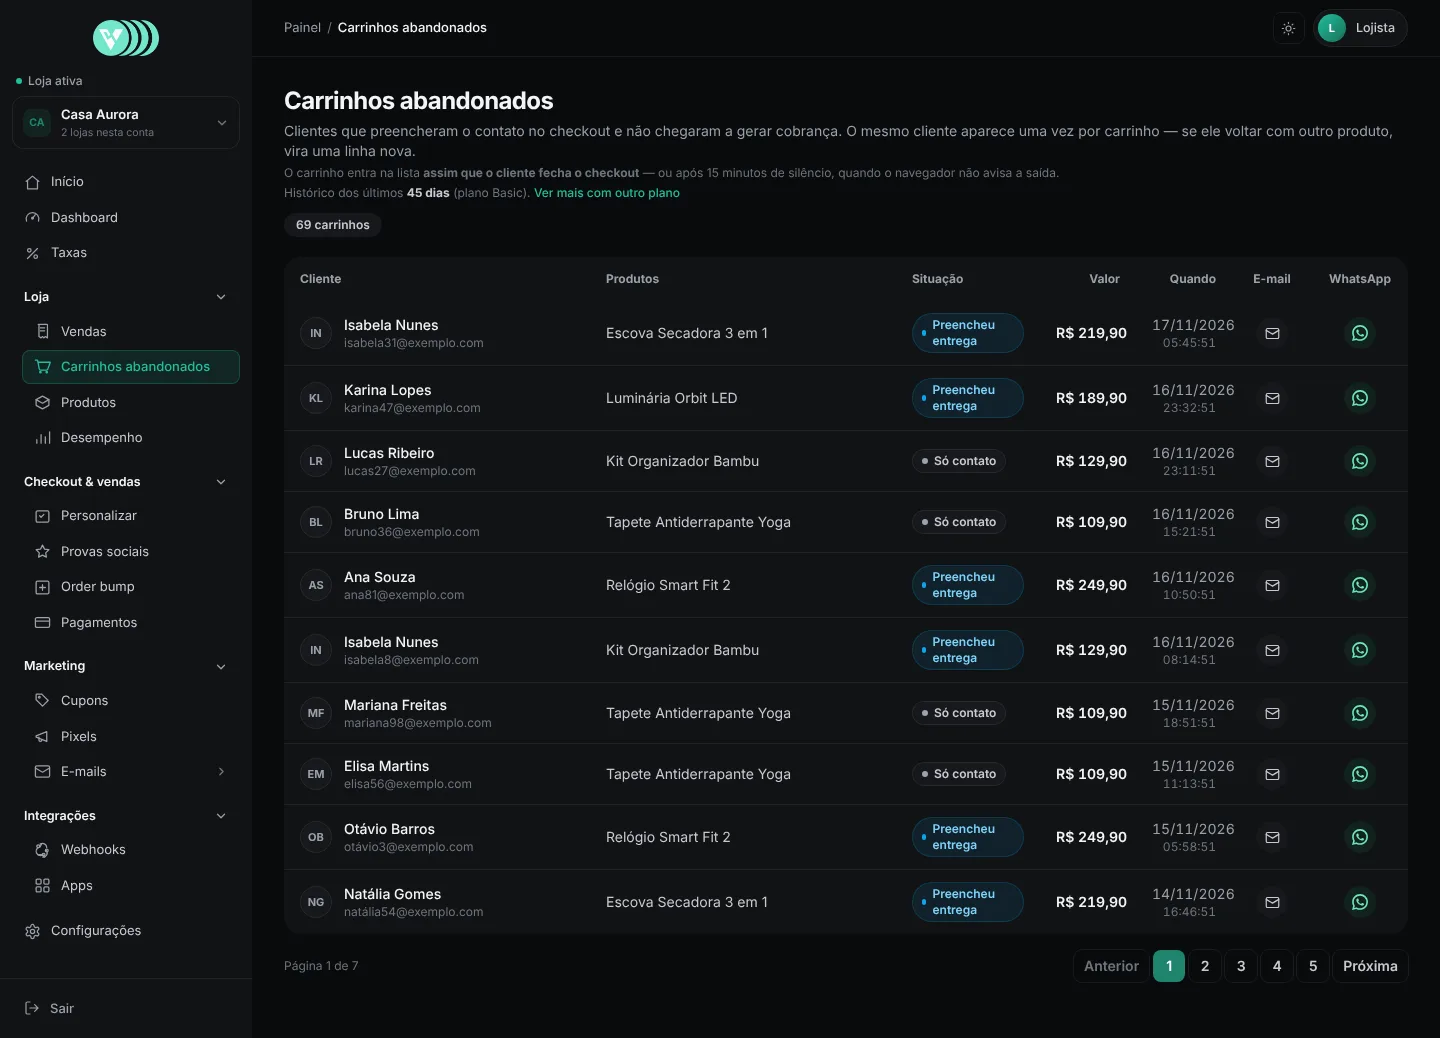 Loja ativa
CA
Casa Aurora
2 lojas nesta conta
Início
Dashboard
Taxas
Loja
Vendas
Carrinhos abandonados
Produtos
Desempenho
Checkout & vendas
Personalizar
Provas sociais
Order bump
Pagamentos
Marketing
Cupons
Pixels
E-mails
Integrações
Webhooks
Apps
Configurações
Sair
Painel / Carrinhos abandonados
L Lojista
Carrinhos abandonados
Clientes que preencheram o contato no checkout e não chegaram a gerar cobrança. O mesmo cliente aparece uma vez por carrinho — se ele voltar com outro produto,
vira uma linha nova.
O carrinho entra na lista assim que o cliente fecha o checkout — ou após 15 minutos de silêncio, quando o navegador não avisa a saída.
Histórico dos últimos 45 dias (plano Basic). Ver mais com outro plano
69 carrinhos
Cliente Produtos Situação Valor Quando E-mail WhatsApp
IN Isabela Nunes
isabela31@exemplo.com
Escova Secadora 3 em 1
Preencheu
entrega
R$ 219,90
17/11/2026
05:45:51
KL Karina Lopes
karina47@exemplo.com
Luminária Orbit LED
Preencheu
entrega
R$ 189,90
16/11/2026
23:32:51
LR Lucas Ribeiro
lucas27@exemplo.com
Kit Organizador Bambu
Só contato
R$ 129,90
16/11/2026
23:11:51
BL Bruno Lima
bruno36@exemplo.com
Tapete Antiderrapante Yoga
Só contato
R$ 109,90
16/11/2026
15:21:51
AS Ana Souza
ana81@exemplo.com
Relógio Smart Fit 2
Preencheu
entrega
R$ 249,90
16/11/2026
10:50:51
IN Isabela Nunes
isabela8@exemplo.com
Kit Organizador Bambu
Preencheu
entrega
R$ 129,90
16/11/2026
08:14:51
MF Mariana Freitas
mariana98@exemplo.com
Tapete Antiderrapante Yoga
Só contato
R$ 109,90
15/11/2026
18:51:51
EM Elisa Martins
elisa56@exemplo.com
Tapete Antiderrapante Yoga
Só contato
R$ 109,90
15/11/2026
11:13:51
OB Otávio Barros
otávio3@exemplo.com
Relógio Smart Fit 2
Preencheu
entrega
R$ 249,90
15/11/2026
05:58:51
NG Natália Gomes
natália54@exemplo.com
Escova Secadora 3 em 1
Preencheu
entrega
R$ 219,90
14/11/2026
16:46:51
Página 1 de 7
Anterior 1 2 3 4 5 Próxima